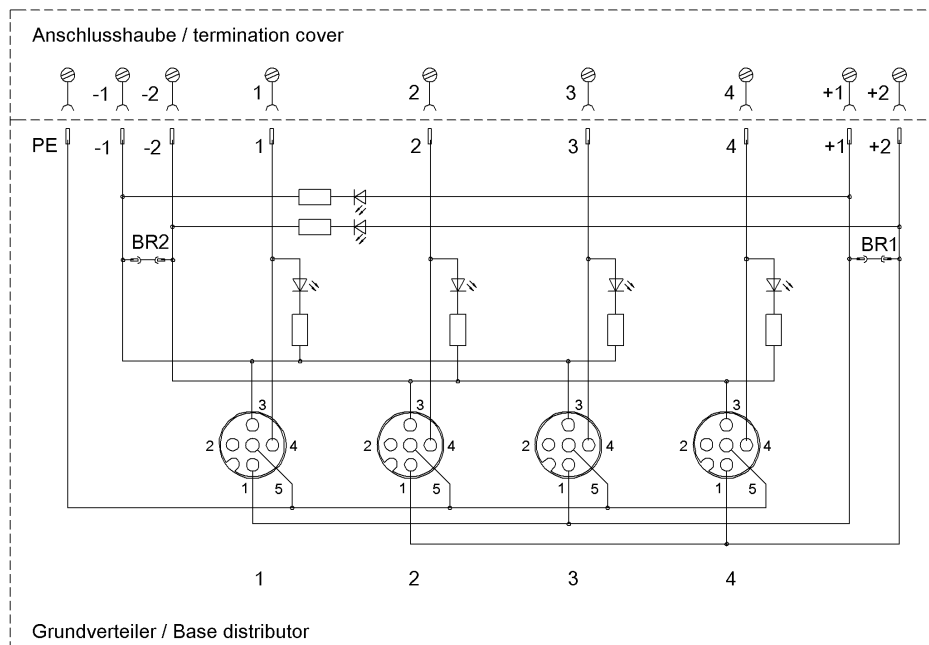 Anschlusshaube / termination cover
-1 -2 1 2 3 4 +1 +2
PE -1 -2 1 2 3 4 +1 +2
BR2 BR1
3 3 3 3
2 4 2 4 2 4 2 4
1 5 1 5 1 5 1 5
1 2 3 4
Grundverteiler / Base distributor